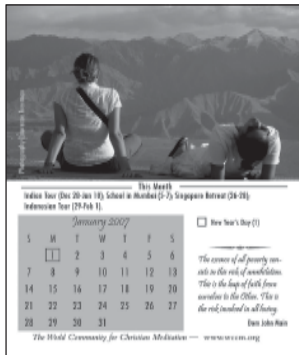 This Month
Indian Tour (Dec 20-Jan 10); School in Mumbai (5-7); Singapore Retreat (26-28);
Indonesian Tour (29-Feb 1).
January 2007
S M T W T F S
1 2 3 4 5 6
7 8 9 10 11 12 13
14 15 16 17 18 19 20
21 22 23 24 25 26 27
28 29 30 31
New Year's Day (1)
The essence of all poverty con-
sists in this risk of annihilation.
This is the leap of faith from
ourselves to the Other. This is
the risk involved in all loving.
Dom John Main
The World Community for Christian Meditation — www.wccm.org